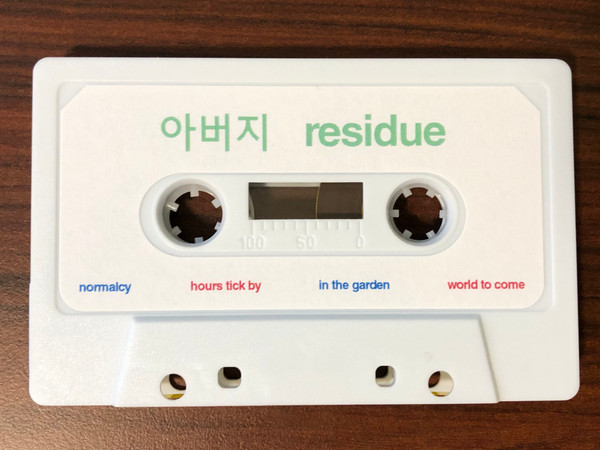 아버지 residue
100 50 0
normalcy hours tick by in the garden world to come